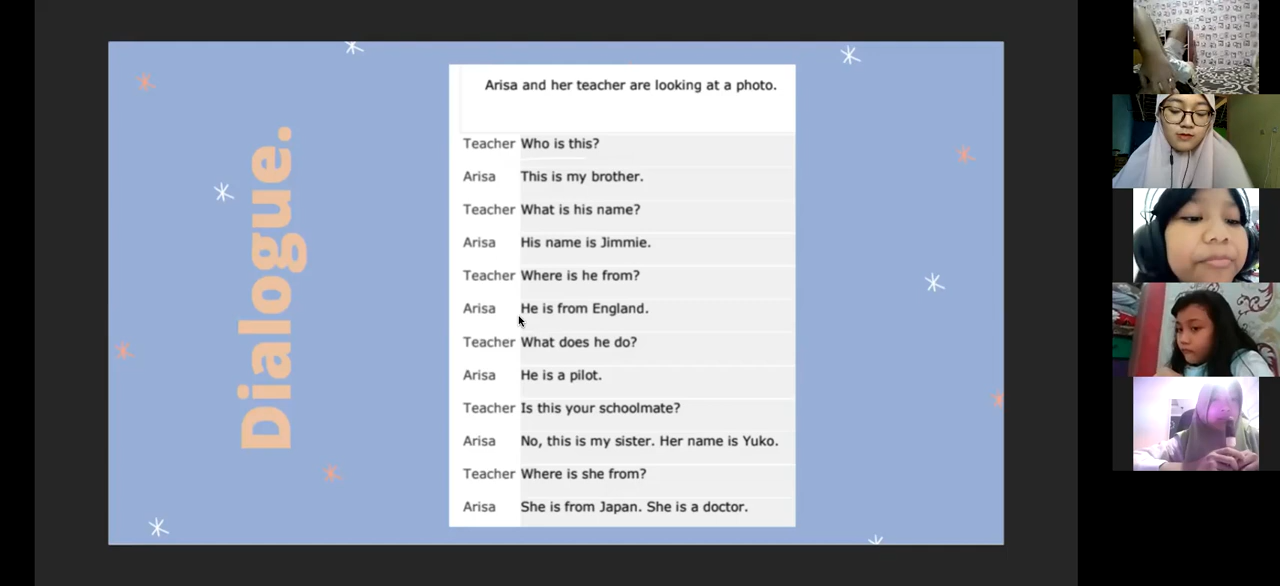 Dialogue.
Arisa and her teacher are looking at a photo.
Teacher Who is this?
Arisa This is my brother.
Teacher What is his name?
Arisa His name is Jimmie.
Teacher Where is he from?
Arisa He is from England.
Teacher What does he do?
Arisa He is a pilot.
Teacher Is this your schoolmate?
Arisa No, this is my sister. Her name is Yuko.
Teacher Where is she from?
Arisa She is from Japan. She is a doctor.